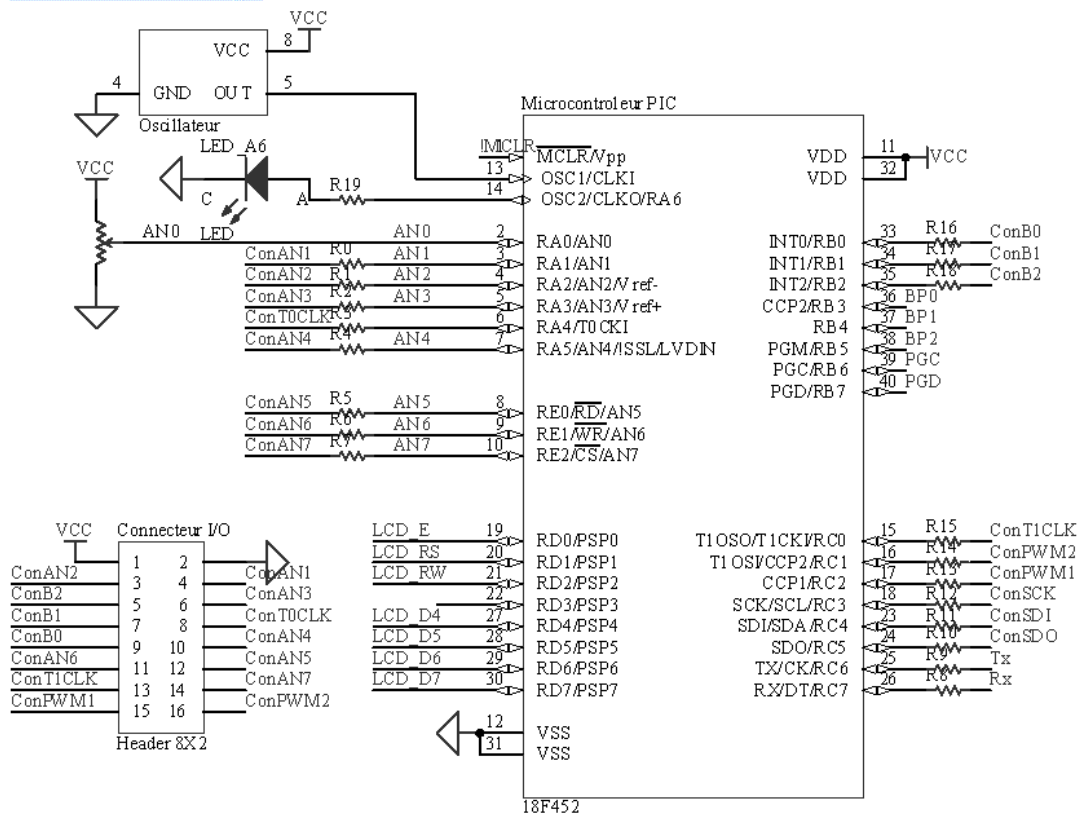 VCC
VCC 8
4 GND OUT 5
Oscillateur
Microcontroleur PIC
LED A6
C A R19
LED
VCC
AN0 AN0
!MCLR MCLR/Vpp
13 OSC1/CLKI
14 OSC2/CLKO/RA6
2 RA0/AN0
ConAN1 R0 AN1 3 RA1/AN1
ConAN2 R1 AN2 4 RA2/AN2/Vref-
ConAN3 R2 AN3 5 RA3/AN3/Vref+
ConT0CLK R3 6 RA4/T0CKI
ConAN4 R4 AN4 7 RA5/AN4/!SSL/LVDIN
ConAN5 R5 AN5 8 RE0/RD/AN5
ConAN6 R6 AN6 9 RE1/WR/AN6
ConAN7 R7 AN7 10 RE2/CS/AN7
LCD_E 19 RD0/PSP0
LCD_RS 20 RD1/PSP1
LCD_RW 21 RD2/PSP2
22 RD3/PSP3
LCD_D4 27 RD4/PSP4
LCD_D5 28 RD5/PSP5
LCD_D6 29 RD6/PSP6
LCD_D7 30 RD7/PSP7
12 VSS
31 VSS
VDD 11 VCC
VDD 32
INT0/RB0 33 R16 ConB0
INT1/RB1 34 R17 ConB1
INT2/RB2 35 R18 ConB2
CCP2/RB3 36 BP0
RB4 37 BP1
PGM/RB5 38 BP2
PGC/RB6 39 PGC
PGD/RB7 40 PGD
T1OSO/T1CKI/RC0 15 R15 ConT1CLK
T1OSI/CCP2/RC1 16 R14 ConPWM2
CCP1/RC2 17 R13 ConPWM1
SCK/SCL/RC3 18 R12 ConSCK
SDI/SDA/RC4 23 R11 ConSDI
SDO/RC5 24 R10 ConSDO
TX/CK/RC6 25 R9 Tx
RX/DT/RC7 26 R8 Rx
18F452
VCC Connecteur I/O
1 2
ConAN2 3 4 ConAN1
ConB2 5 6 ConAN3
ConB1 7 8 ConT0CLK
ConB0 9 10 ConAN4
ConAN6 11 12 ConAN5
ConT1CLK 13 14 ConAN7
ConPWM1 15 16 ConPWM2
Header 8X2